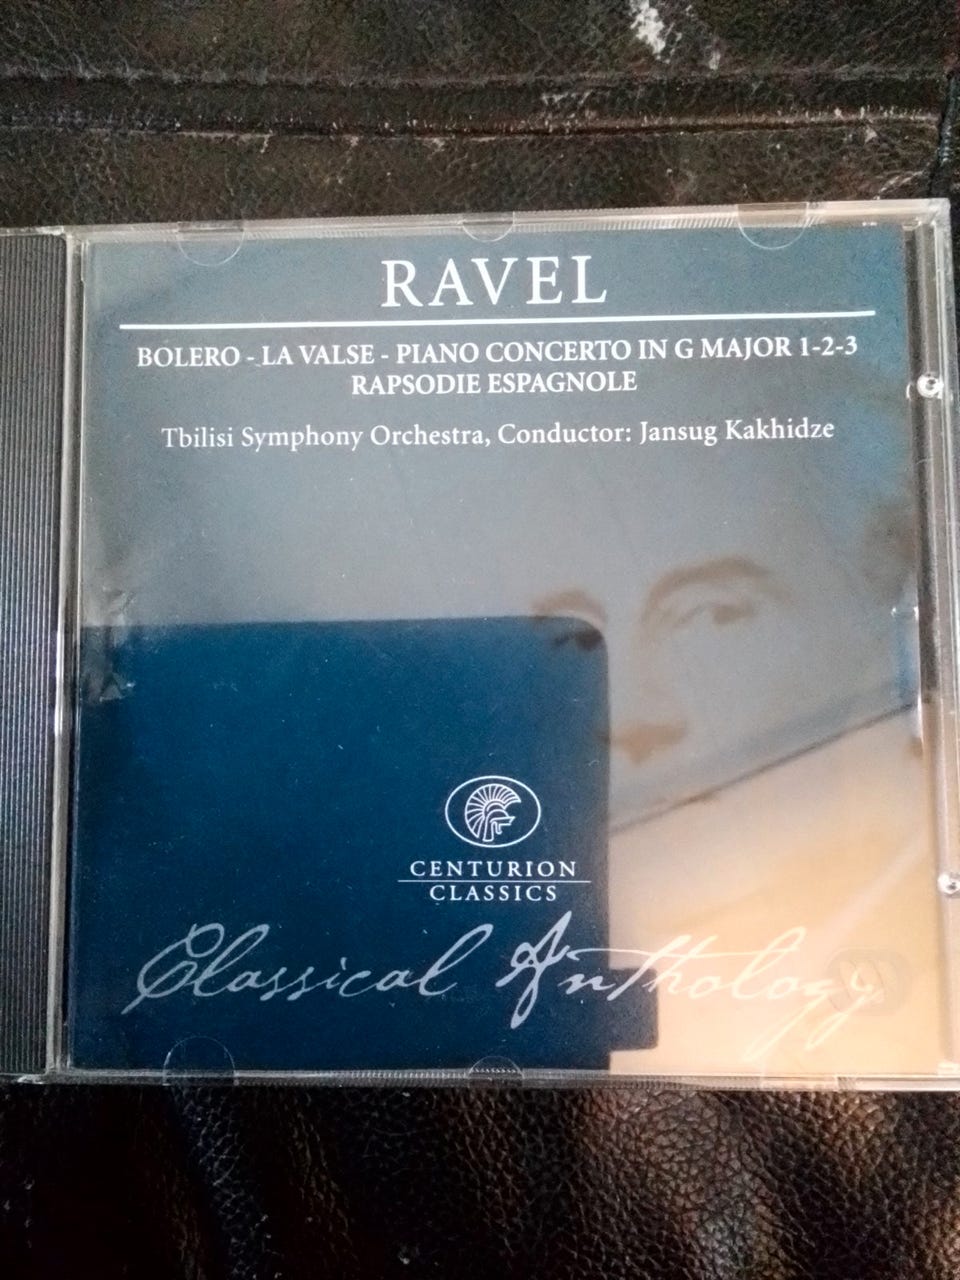 RAVEL
BOLERO - LA VALSE - PIANO CONCERTO IN G MAJOR 1-2-3
RAPSODIE ESPAGNOLE
Tbilisi Symphony Orchestra, Conductor: Jansug Kakhidze
CENTURION
CLASSICS
Classical Anthology